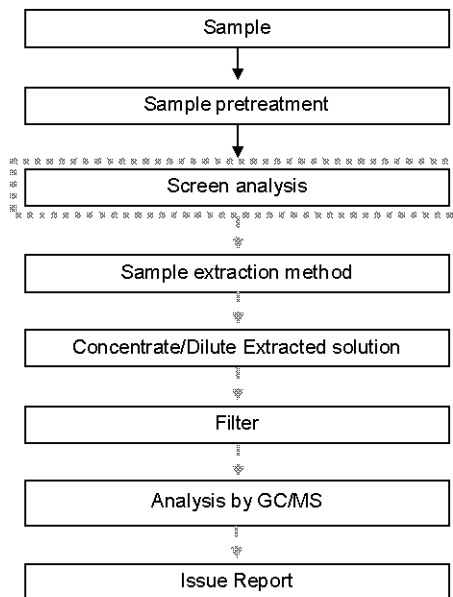 Sample
Sample pretreatment
Screen analysis
Sample extraction method
Concentrate/Dilute Extracted solution
Filter
Analysis by GC/MS
Issue Report